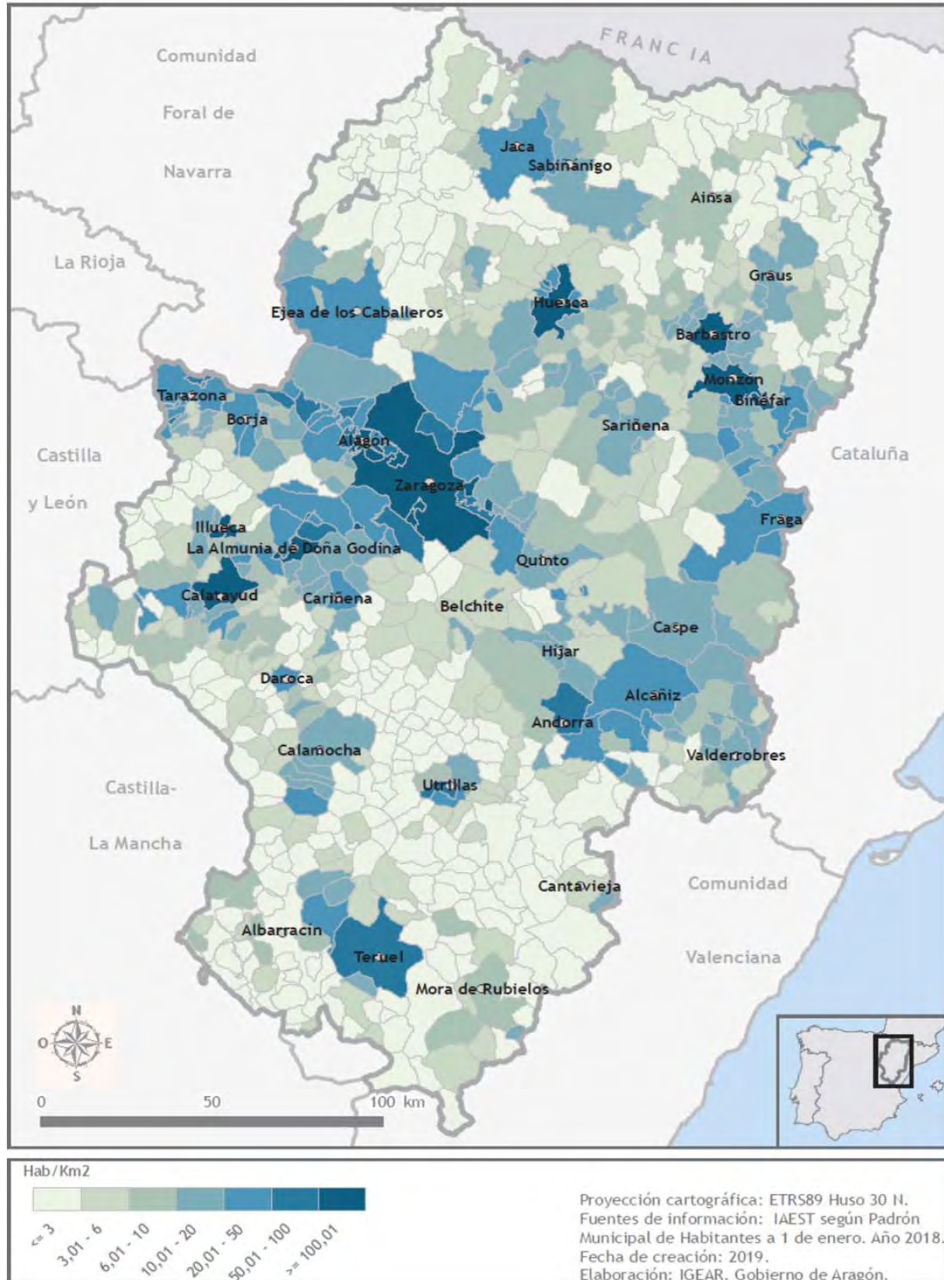 FRANCIA
Comunidad
Foral de
Navarra
Jaca
Sabiñánigo
Ainsa
La Rioja
Graus
Huesca
Ejea de los Caballeros
Barbastro
Monzón
Tarazona
Binéfar
Borja
Sariñena
Alagón
Castilla
y León
Cataluña
Zaragoza
Fraga
Illueca
La Almunia de Doña Godina
Quinto
Calatayud
Cariñena
Belchite
Caspe
Híjar
Daroca
Alcañiz
Andorra
Calamocha
Valderrobres
Utrillas
Castilla-
La Mancha
Cantavieja
Comunidad
Valenciana
Albarracín
Teruel
Mora de Rubielos
N
O E
S
0 50 100 km
Hab/Km2
<= 3
3,01 - 6
6,01 - 10
10,01 - 20
20,01 - 50
50,01 - 100
>= 100,01
Proyección cartográfica: ETRS89 Huso 30 N.
Fuentes de información: IAEST según Padrón
Municipal de Habitantes a 1 de enero. Año 2018.
Fecha de creación: 2019.
Elaboración: IGEAR. Gobierno de Aragón.